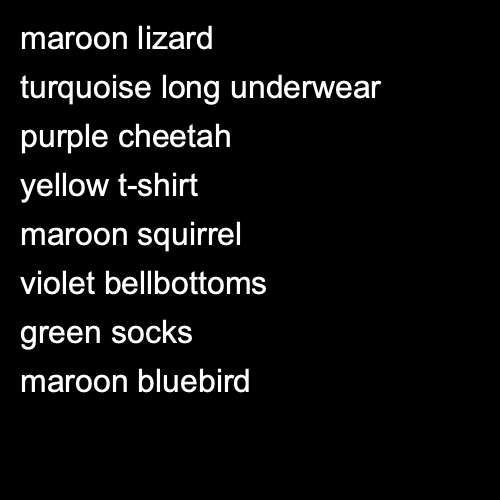 maroon lizard
turquoise long underwear
purple cheetah
yellow t-shirt
maroon squirrel
violet bellbottoms
green socks
maroon bluebird